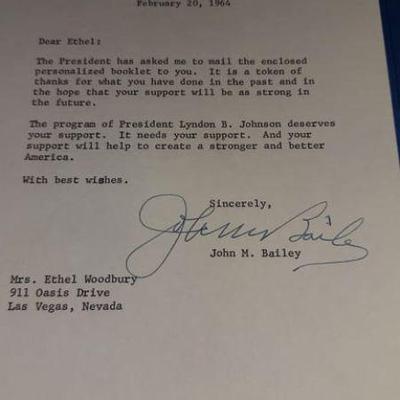 February 20, 1964
Dear Ethel:
The President has asked me to mail the enclosed
personalized booklet to you. It is a token of
thanks for what you have done in the past and in
the hope that your support will be as strong in
the future.
The program of President Lyndon B. Johnson deserves
your support. It needs your support. And your
support will help to create a stronger and better
America.
With best wishes.
Sincerely,
John M. Bailey
John M. Bailey
Mrs. Ethel Woodbury
911 Oasis Drive
Las Vegas, Nevada